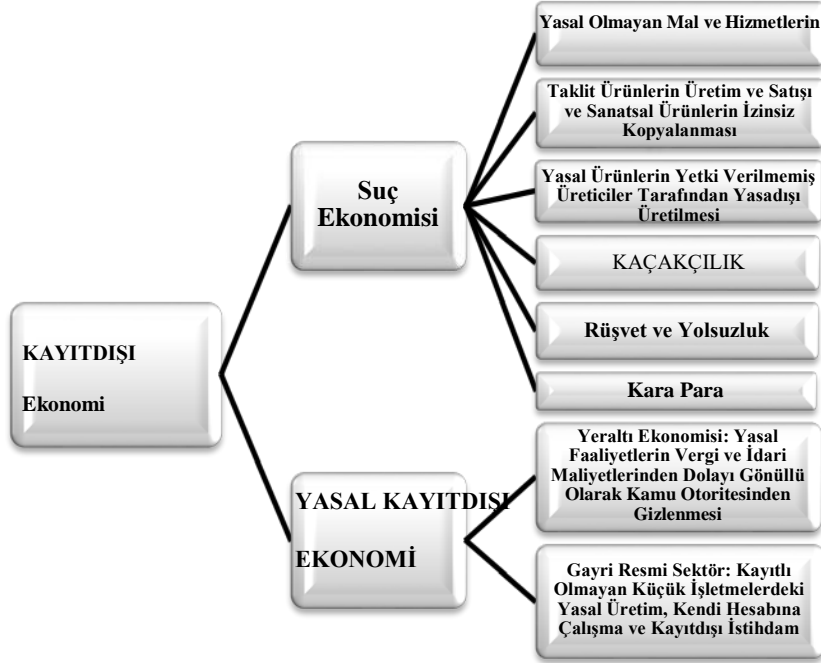 KAYITDIŞI
Ekonomi
Suç
Ekonomisi
Yasal Olmayan Mal ve Hizmetlerin
Taklit Ürünlerin Üretim ve Satışı
ve Sanatsal Ürünlerin İzinsiz
Kopyalanması
Yasal Ürünlerin Yetki Verilmemiş
Üreticiler Tarafından Yasadışı
Üretilmesi
KAÇAKÇILIK
Rüşvet ve Yolsuzluk
Kara Para
YASAL KAYITDIŞI
EKONOMİ
Yeraltı Ekonomisi: Yasal
Faaliyetlerin Vergi ve İdari
Maliyetlerinden Dolayı Gönüllü
Olarak Kamu Otoritesinden
Gizlenmesi
Gayri Resmi Sektör: Kayıtlı
Olmayan Küçük İşletmelerdeki
Yasal Üretim, Kendi Hesabına
Çalışma ve Kayıtdışı İstihdam